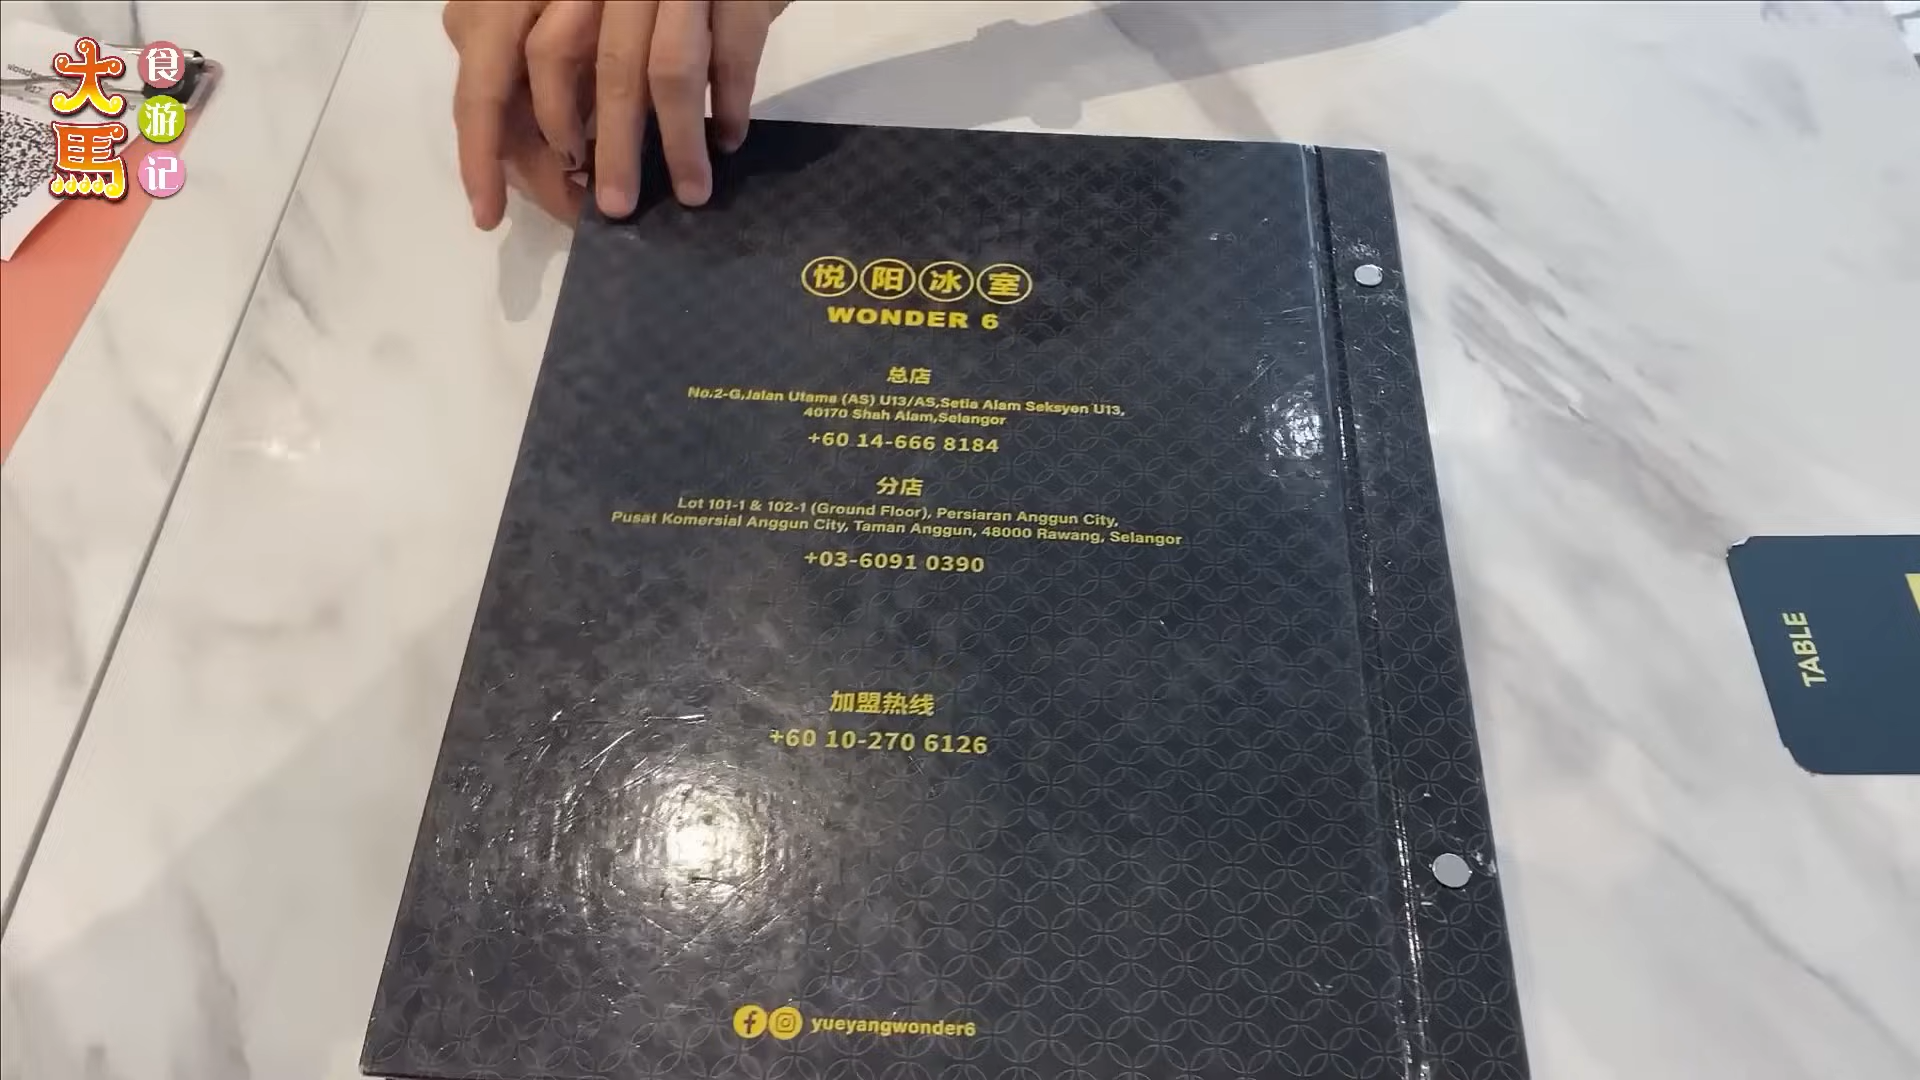 大馬
食游记
悦阳冰室
WONDER 6
总店
No.2-G,Jalan Utama (AS) U13/AS,Setia Alam Seksyen U13,
40170 Shah Alam,Selangor
+60 14-666 8184
分店
Lot 101-1 & 102-1 (Ground Floor), Persiaran Anggun City,
Pusat Komersial Anggun City, Taman Anggun, 48000 Rawang, Selangor
+03-6091 0390
加盟热线
+60 10-270 6126
yueyangwonder6
TABLE